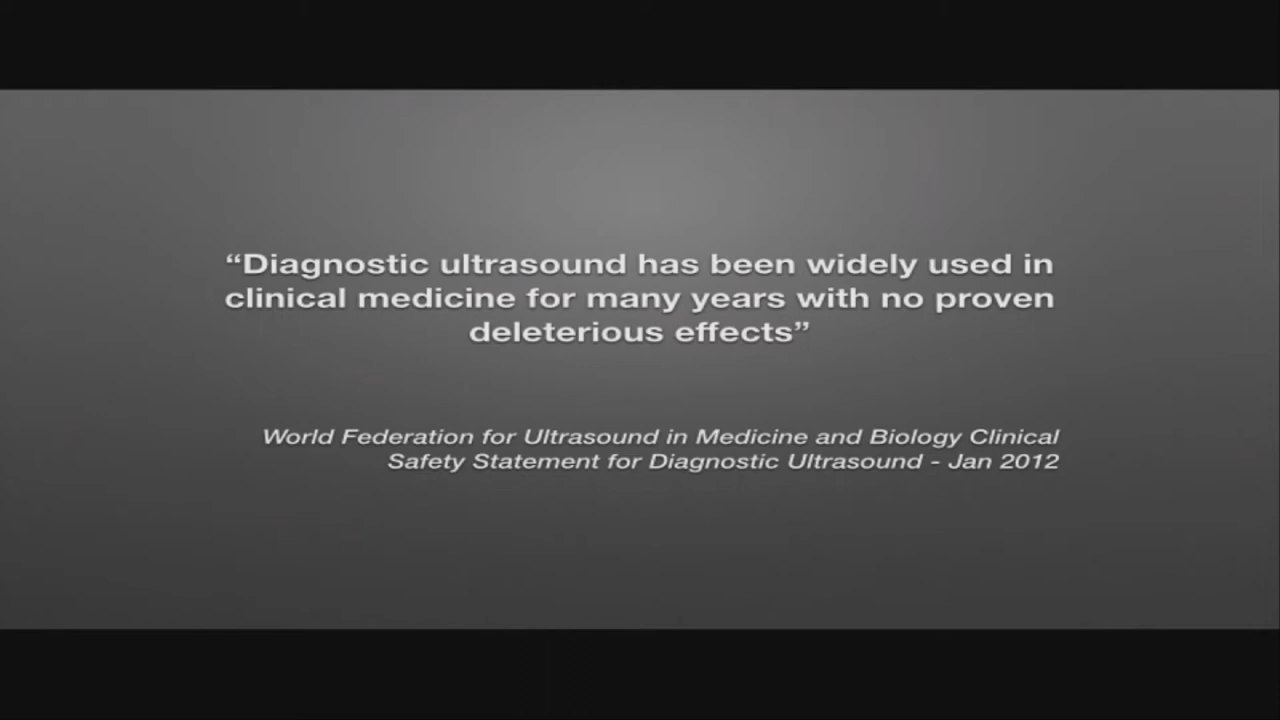 “Diagnostic ultrasound has been widely used in
clinical medicine for many years with no proven
deleterious effects”
World Federation for Ultrasound in Medicine and Biology Clinical
Safety Statement for Diagnostic Ultrasound - Jan 2012